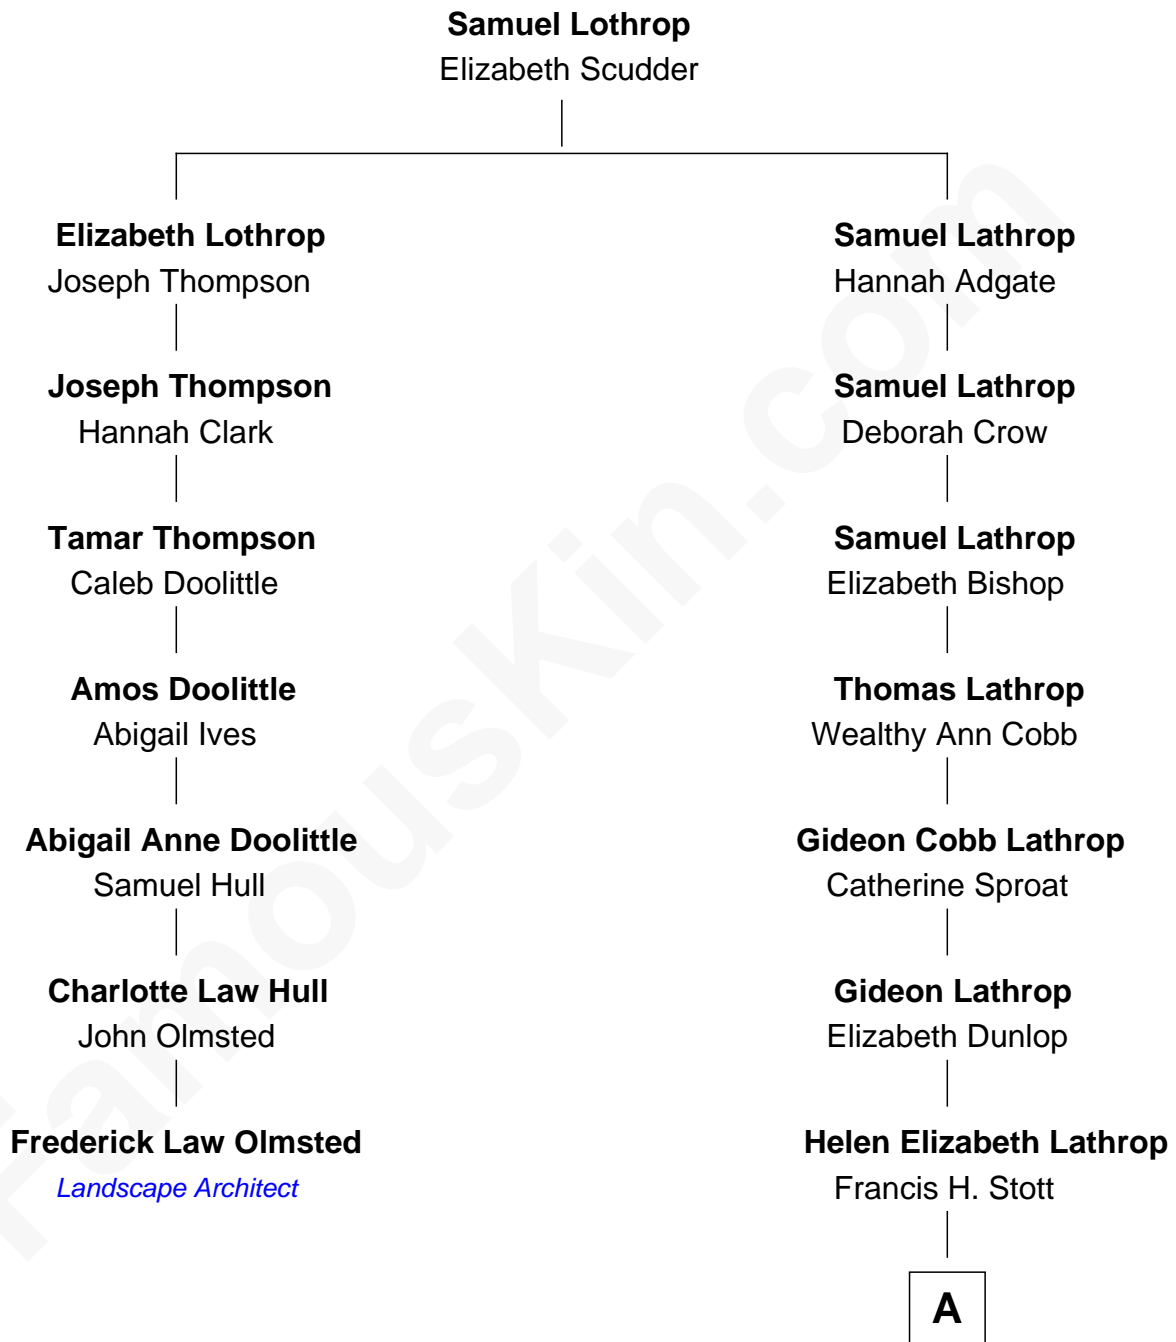 Samuel Lothrop
Elizabeth Scudder
Elizabeth Lothrop
Joseph Thompson
Joseph Thompson
Hannah Clark
Tamar Thompson
Caleb Doolittle
Amos Doolittle
Abigail Ives
Abigail Anne Doolittle
Samuel Hull
Charlotte Law Hull
John Olmsted
Frederick Law Olmsted
Landscape Architect
Samuel Lathrop
Hannah Adgate
Samuel Lathrop
Deborah Crow
Samuel Lathrop
Elizabeth Bishop
Thomas Lathrop
Wealthy Ann Cobb
Gideon Cobb Lathrop
Catherine Sproat
Gideon Lathrop
Elizabeth Dunlop
Helen Elizabeth Lathrop
Francis H. Stott
A
FamousKin.com